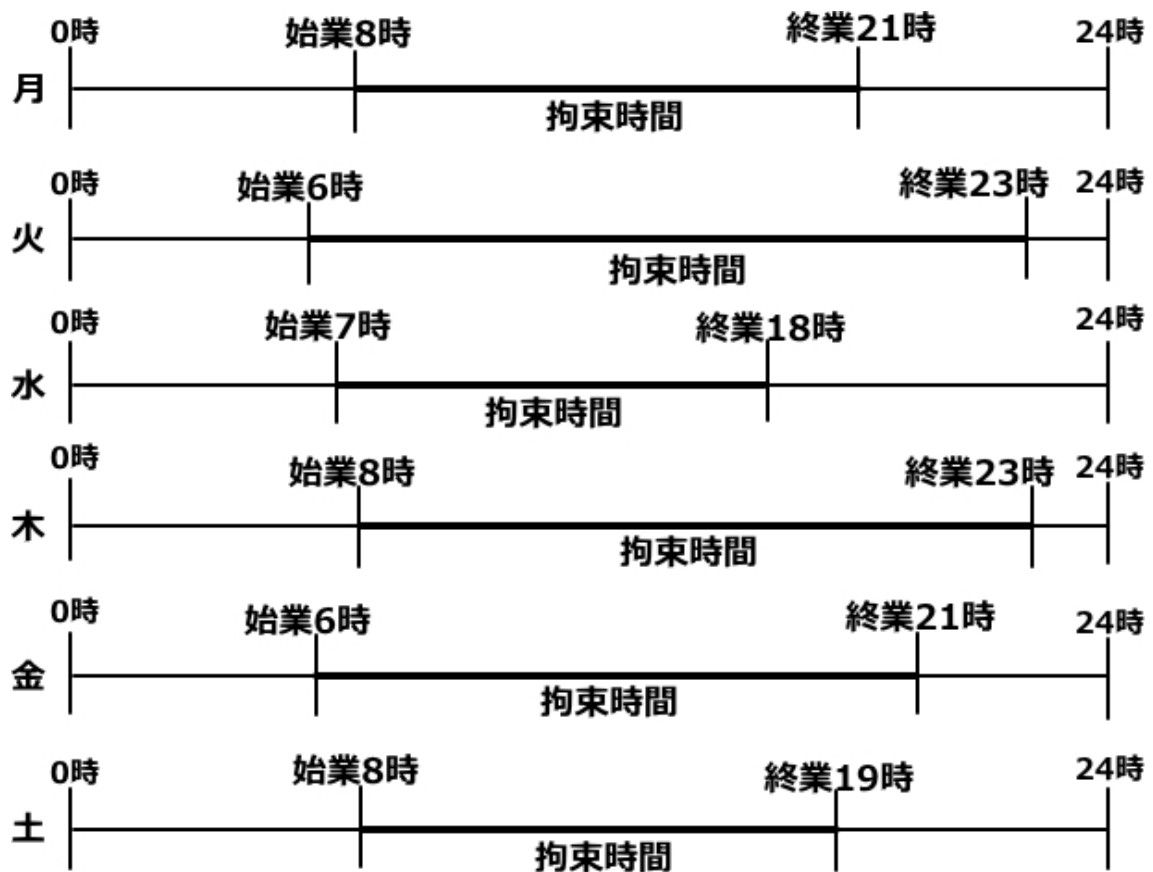 0時 始業8時 終業21時 24時
月
拘束時間
0時 始業6時 終業23時 24時
火
拘束時間
0時 始業7時 終業18時 24時
水
拘束時間
0時 始業8時 終業23時 24時
木
拘束時間
0時 始業6時 終業21時 24時
金
拘束時間
0時 始業8時 終業19時 24時
土
拘束時間